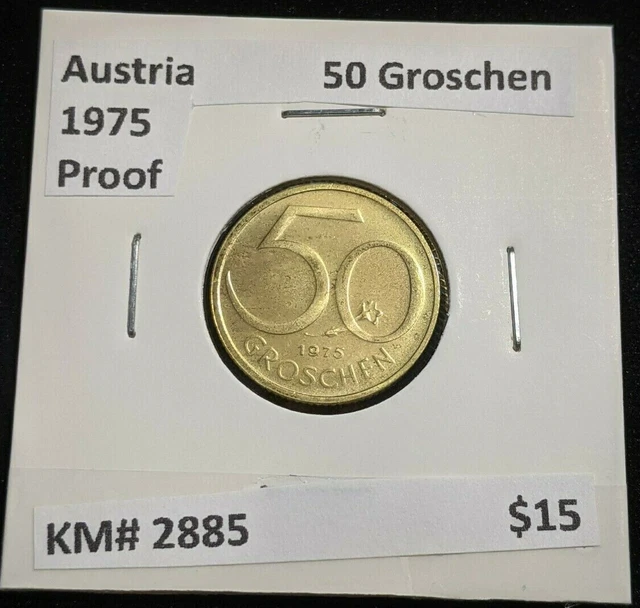 Austria 50 Groschen
1975
Proof
50
1975
GROSCHEN
KM# 2885 $15